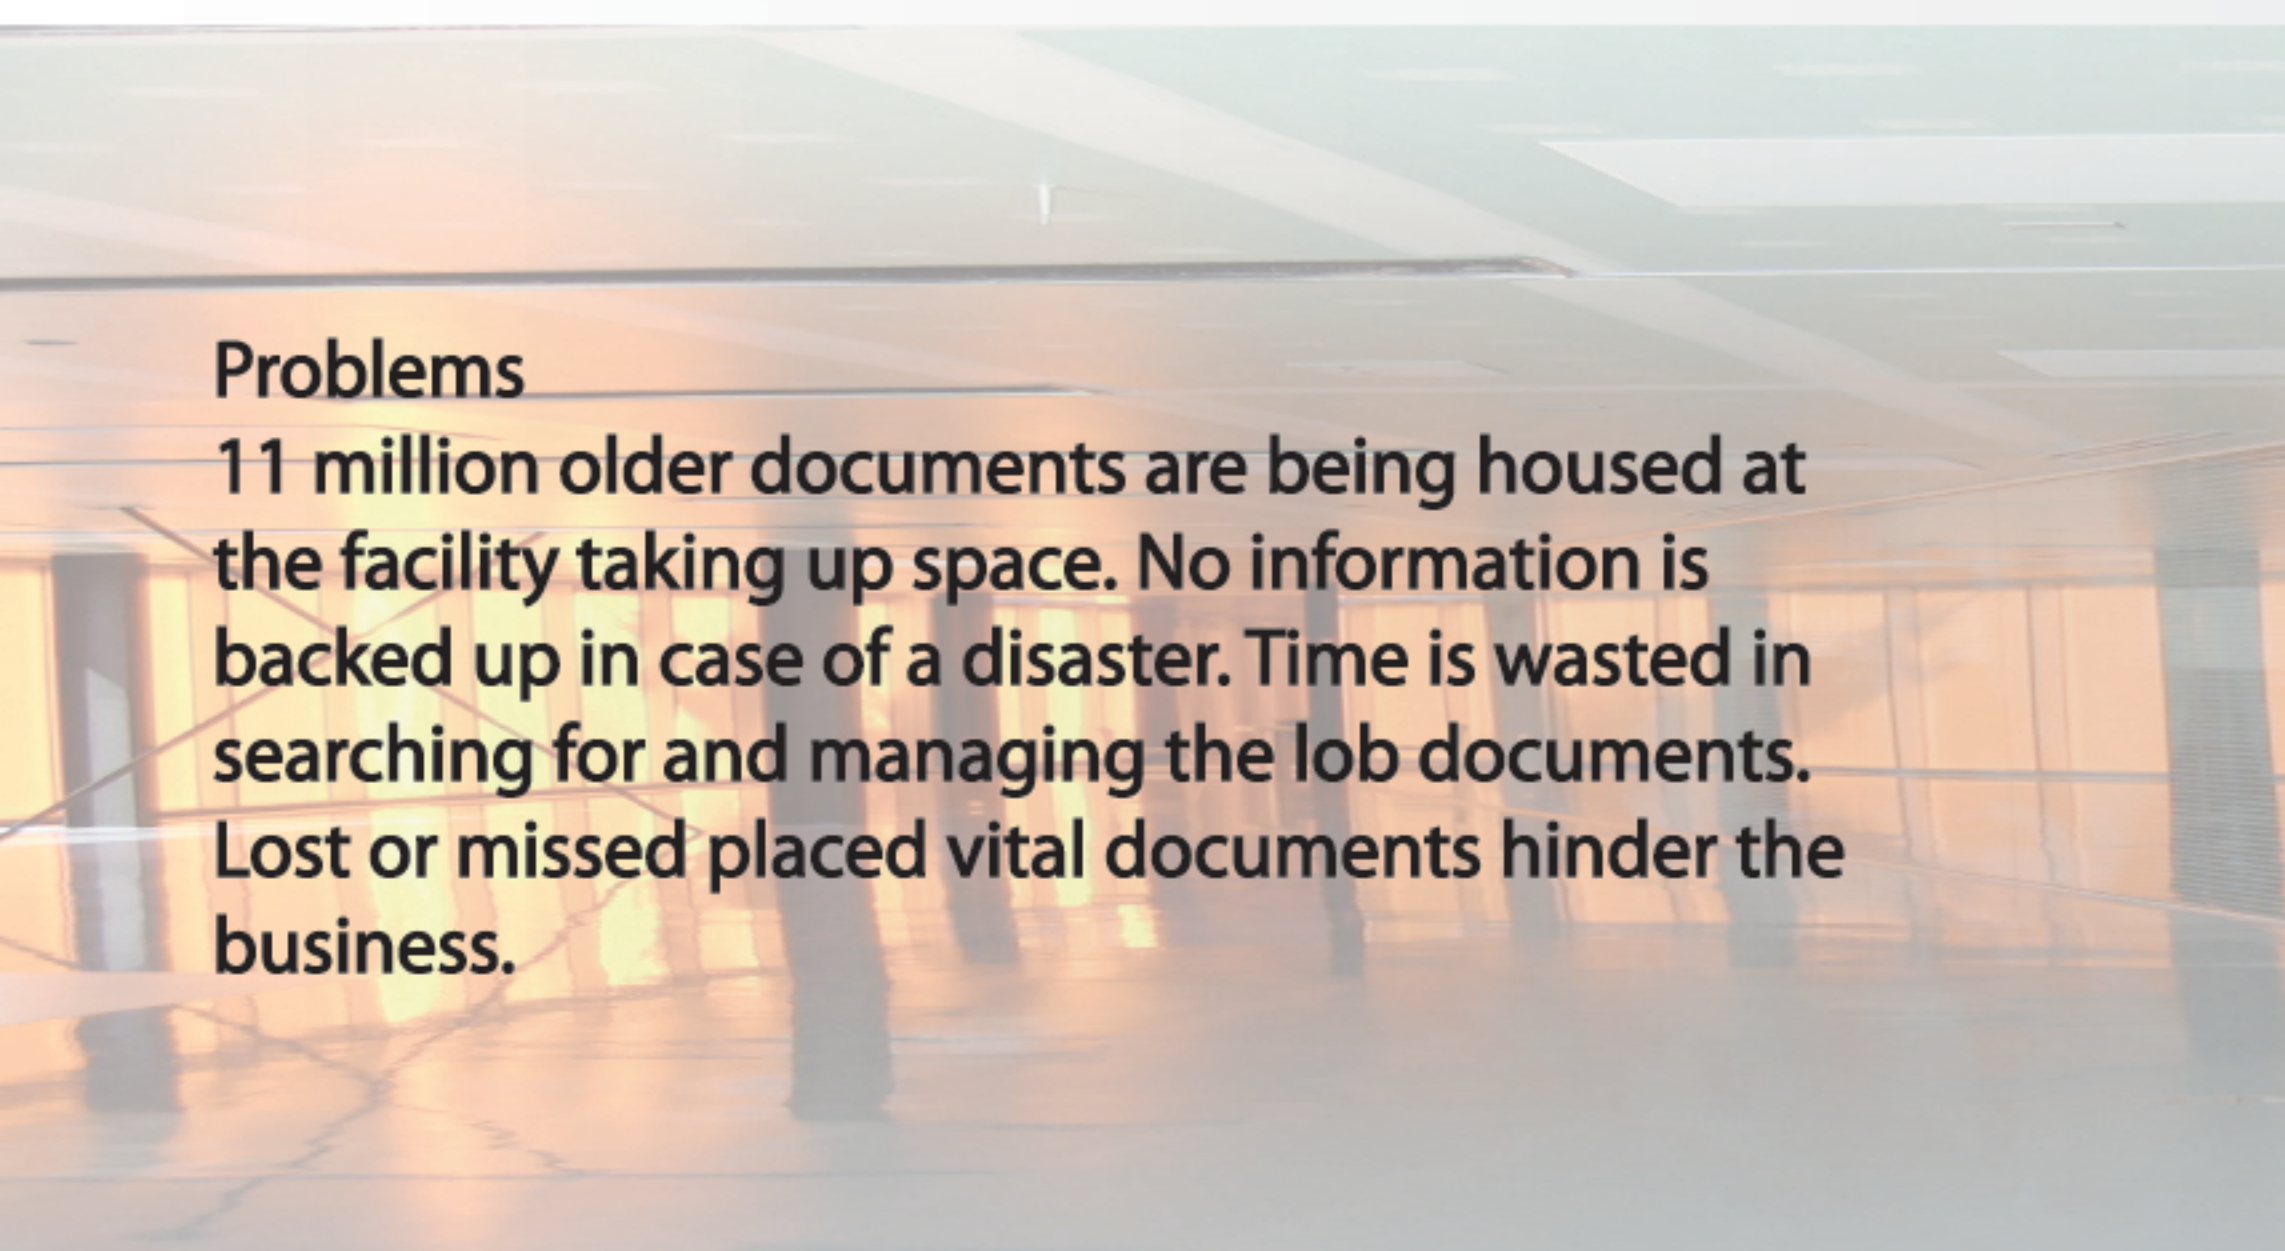 Problems
11 million older documents are being housed at
the facility taking up space. No information is
backed up in case of a disaster. Time is wasted in
searching for and managing the lob documents.
Lost or missed placed vital documents hinder the
business.